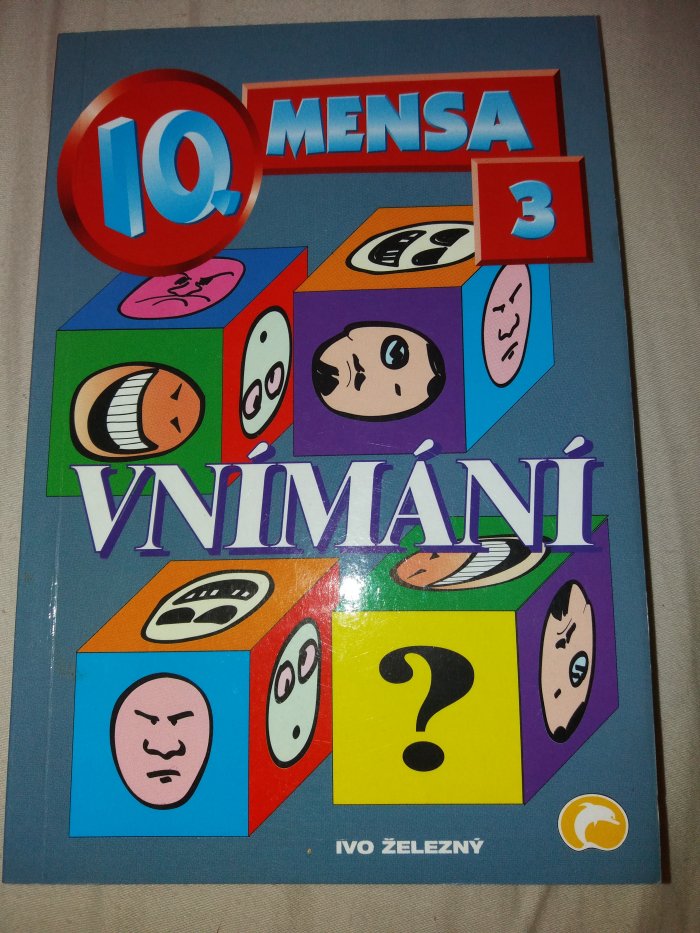 IQ
MENSA
3
VNÍMÁNÍ
?
IVO ŽELEZNÝ